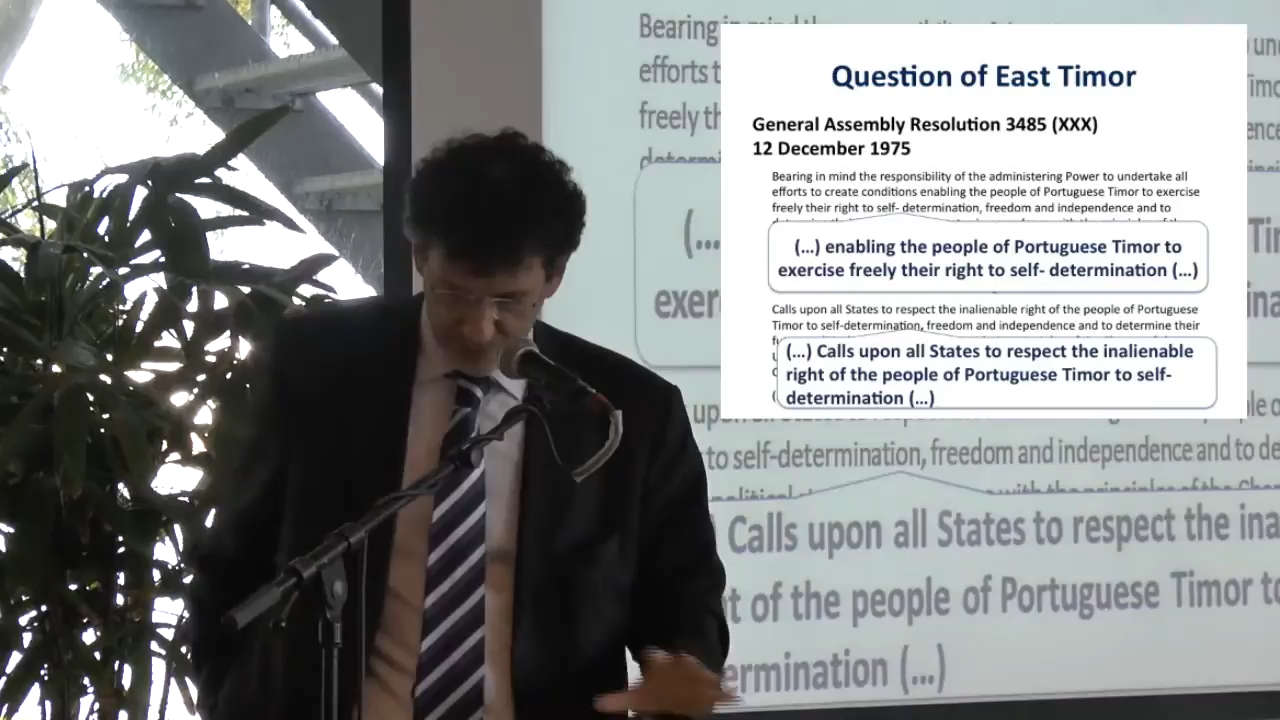 Question of East Timor
General Assembly Resolution 3485 (XXX)
12 December 1975
Bearing in mind the responsibility of the administering Power to undertake all
efforts to create conditions enabling the people of Portuguese Timor to exercise
freely their right to self- determination, freedom and independence and to
(...) enabling the people of Portuguese Timor to
exercise freely their right to self- determination (...)
Calls upon all States to respect the inalienable right of the people of Portuguese
Timor to self-determination, freedom and independence and to determine their
(...) Calls upon all States to respect the inalienable
right of the people of Portuguese Timor to self-
determination (...)
Bearing
efforts t
freely th
(...
exer
to self-determination, freedom and independence and to de
political
with the principles of the
Calls upon all States to respect the ina
t of the people of Portuguese Timor to
ermination (...)